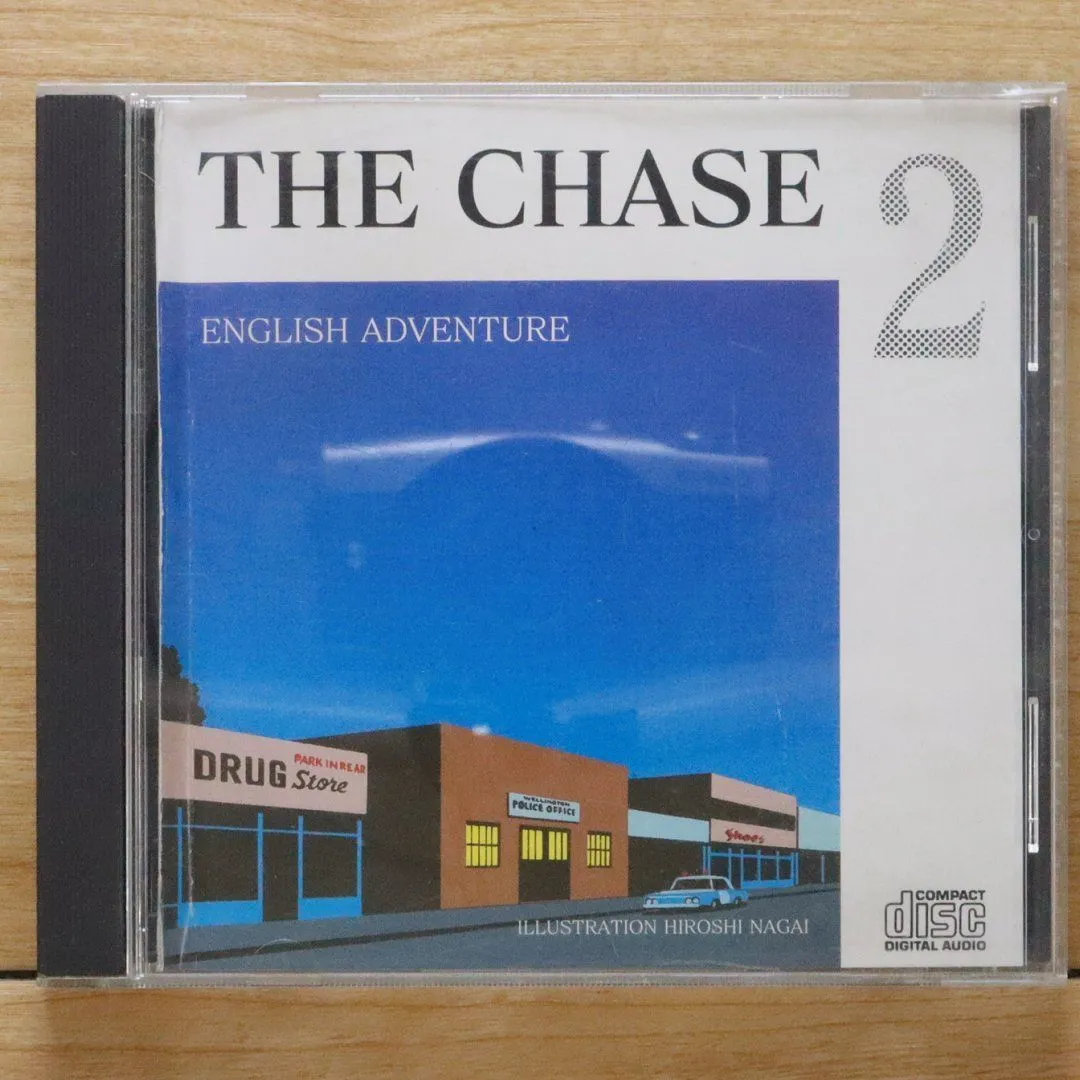 THE CHASE
2
ENGLISH ADVENTURE
DRUG Store
PARK IN REAR
WELLINGTON
POLICE OFFICE
Shoes
ILLUSTRATION HIROSHI NAGAI
COMPACT
disc
DIGITAL AUDIO